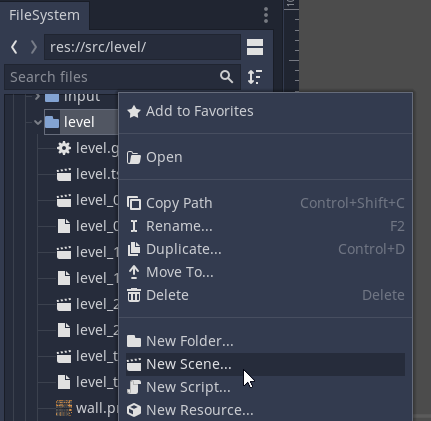 FileSystem
res://src/level/
Search files
input
level
level.g
level.ts
level_0
level_0
level_1
level_1
level_2
level_2
level_t
level_t
wall.pr
Add to Favorites
Open
Copy Path Control+Shift+C
Rename... F2
Duplicate... Control+D
Move To...
Delete Delete
New Folder...
New Scene...
New Script...
New Resource...